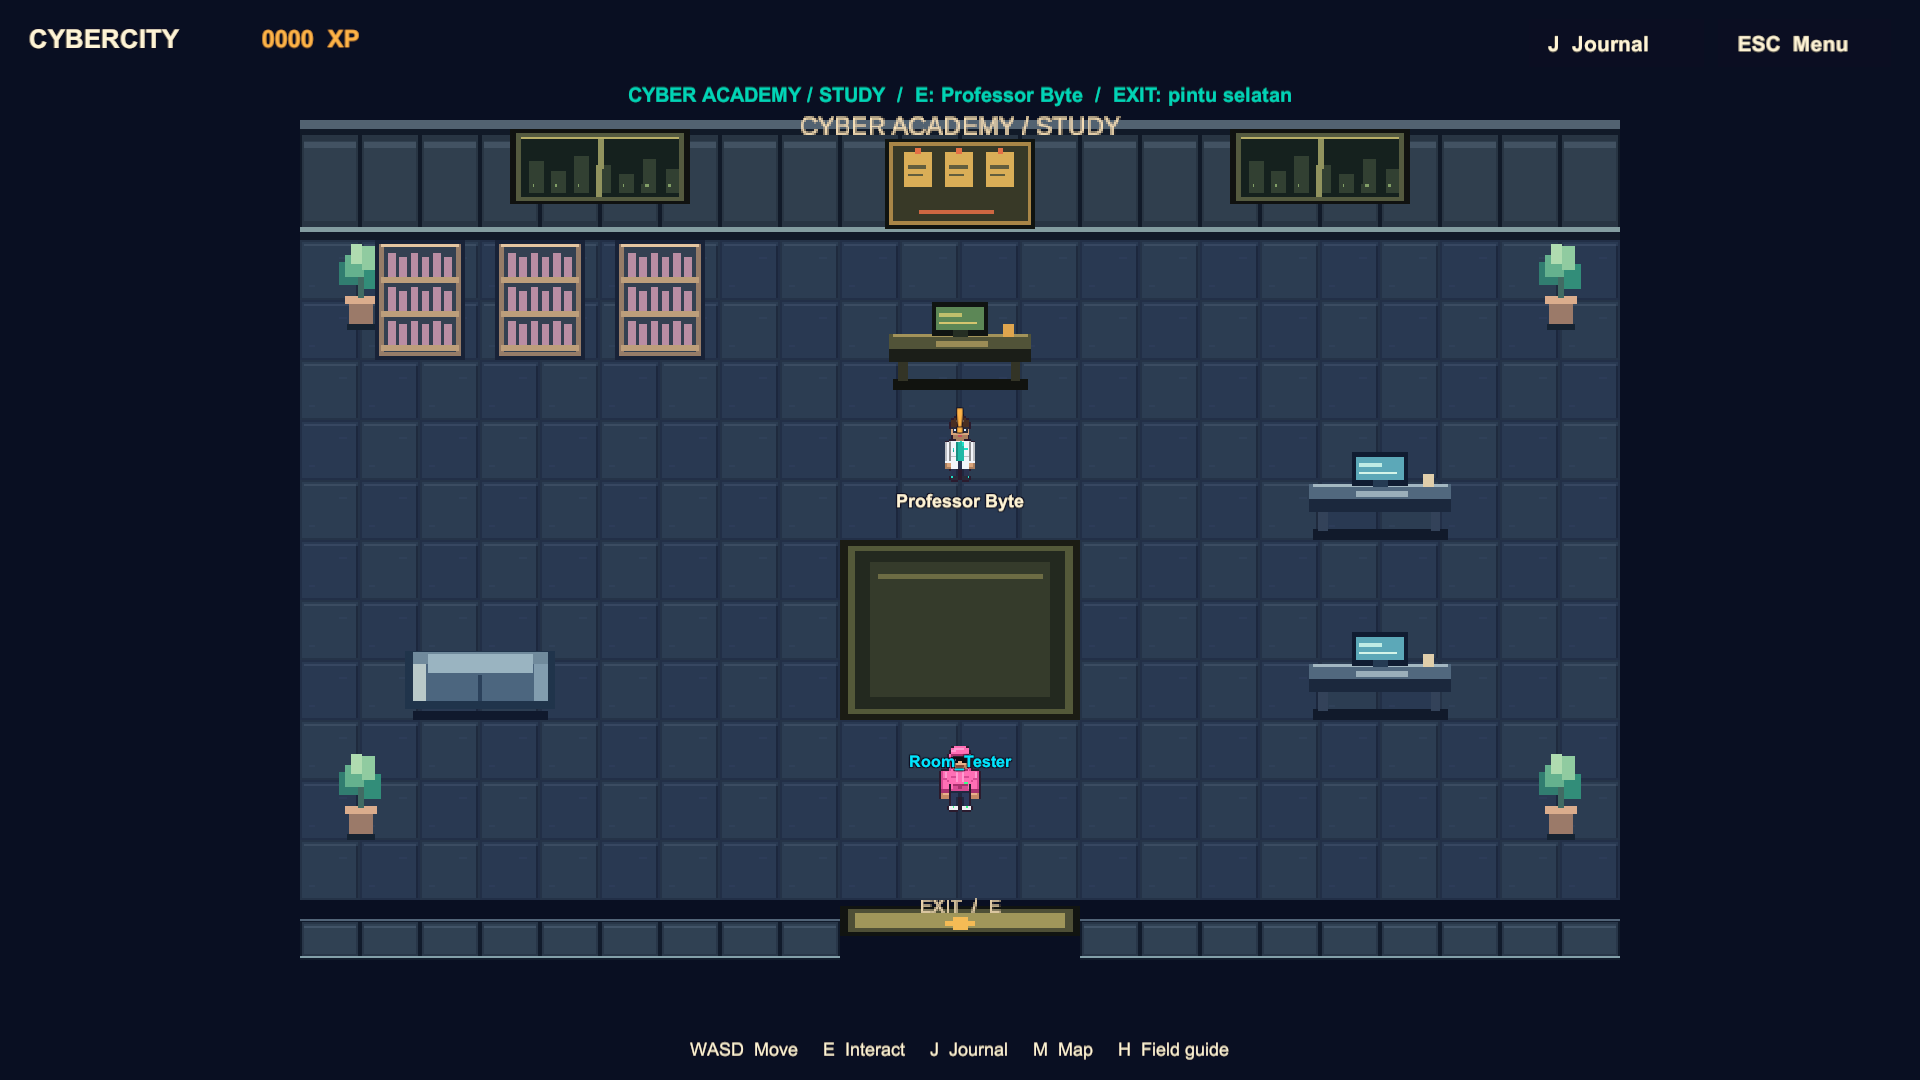 CYBERCITY 0000 XP J Journal ESC Menu
CYBER ACADEMY / STUDY / E: Professor Byte / EXIT: pintu selatan
CYBER ACADEMY / STUDY
Professor Byte
Room Tester
EXIT / E
WASD Move E Interact J Journal M Map H Field guide